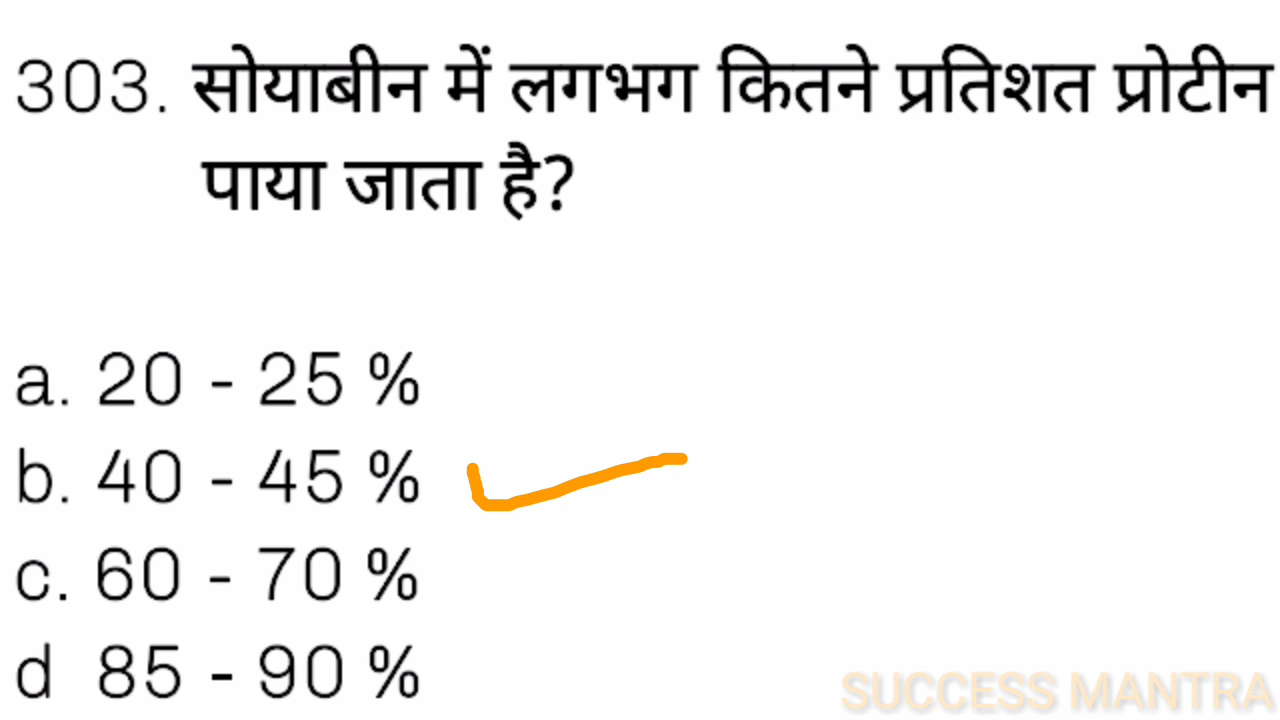 303. सोयाबीन में लगभग कितने प्रतिशत प्रोटीन
पाया जाता है?
a. 20 - 25 %
b. 40 - 45 %
c. 60 - 70 %
d 85 - 90 %
SUCCESS MANTRA